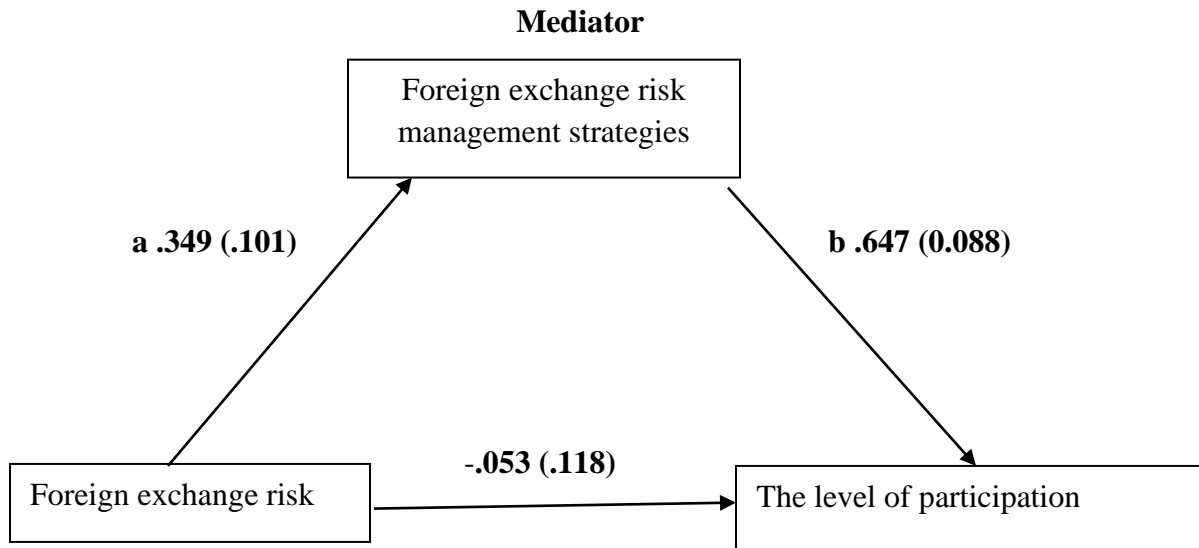 Mediator
Foreign exchange risk
management strategies
a .349 (.101)
b .647 (0.088)
-.053 (.118)
Foreign exchange risk
The level of participation